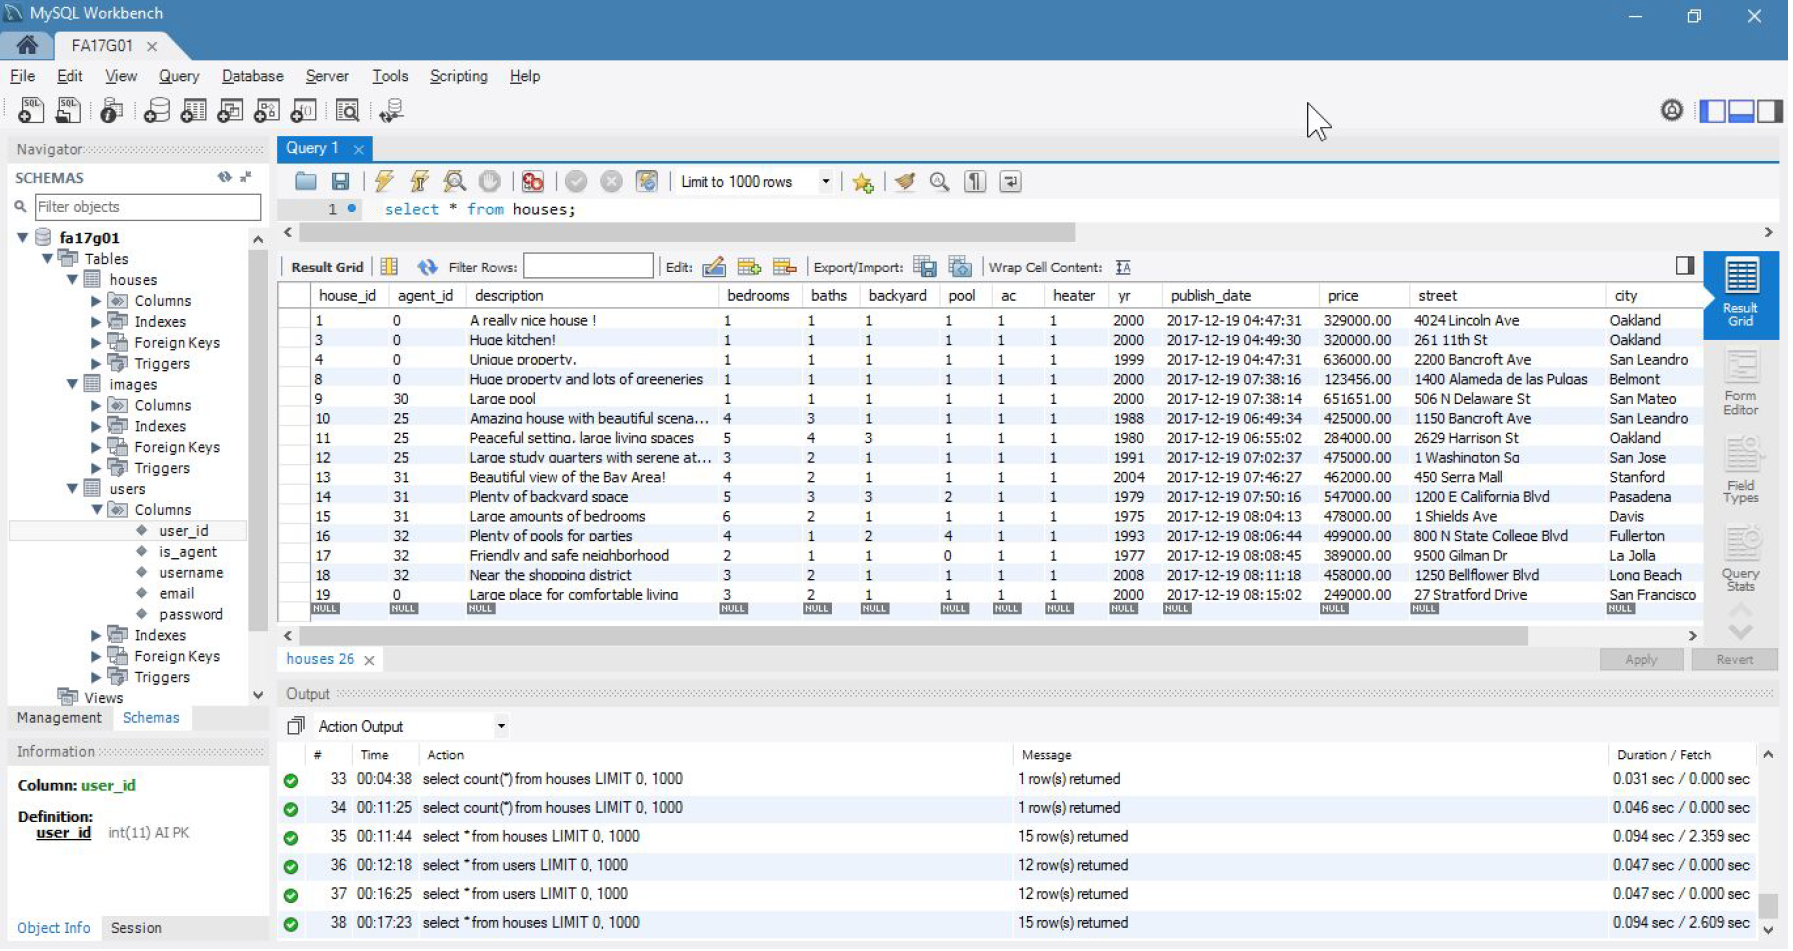 MySQL Workbench
FA17G01
File Edit View Query Database Server Tools Scripting Help
Navigator
SCHEMAS
Filter objects
fa17g01
Tables
houses
Columns
Indexes
Foreign Keys
Triggers
images
Columns
Indexes
Foreign Keys
Triggers
users
Columns
user_id
is_agent
username
email
password
Indexes
Foreign Keys
Triggers
Views
Management Schemas
Information
Column: user_id
Definition:
user_id int(11) AI PK
Object Info Session
Query 1
Limit to 1000 rows
1 select * from houses;
Result Grid Filter Rows: Edit: Export/Import: Wrap Cell Content:
house_id agent_id description bedrooms baths backyard pool ac heater yr publish_date price street city
1 0 A really nice house ! 1 1 1 1 1 1 2000 2017-12-19 04:47:31 329000.00 4024 Lincoln Ave Oakland
3 0 Huge kitchen! 1 1 1 1 1 1 2000 2017-12-19 04:49:30 320000.00 261 11th St Oakland
4 0 Unique property. 1 1 1 1 1 1 1999 2017-12-19 04:47:31 636000.00 2200 Bancroft Ave San Leandro
8 0 Huge property and lots of greeneries 1 1 1 1 1 1 2000 2017-12-19 07:38:16 123456.00 1400 Alameda de las Pulgas Belmont
9 30 Large pool 1 1 1 1 1 1 2000 2017-12-19 07:38:14 651651.00 506 N Delaware St San Mateo
10 25 Amazing house with beautiful scena... 4 3 1 1 1 1 1988 2017-12-19 06:49:34 425000.00 1150 Bancroft Ave San Leandro
11 25 Peaceful setting, large living spaces 5 4 3 1 1 1 1980 2017-12-19 06:55:02 284000.00 2629 Harrison St Oakland
12 25 Large study quarters with serene at... 3 2 1 1 1 1 1991 2017-12-19 07:02:37 475000.00 1 Washington Sq San Jose
13 31 Beautiful view of the Bay Area! 4 2 1 1 1 1 2004 2017-12-19 07:46:27 462000.00 450 Serra Mall Stanford
14 31 Plenty of backyard space 5 3 3 2 1 1 1979 2017-12-19 07:50:16 547000.00 1200 E California Blvd Pasadena
15 31 Large amounts of bedrooms 6 2 1 1 1 1 1975 2017-12-19 08:04:13 478000.00 1 Shields Ave Davis
16 32 Plenty of pools for parties 4 1 2 4 1 1 1993 2017-12-19 08:06:44 499000.00 800 N State College Blvd Fullerton
17 32 Friendly and safe neighborhood 2 1 1 0 1 1 1977 2017-12-19 08:08:45 389000.00 9500 Gilman Dr La Jolla
18 32 Near the shopping district 3 2 1 1 1 1 2008 2017-12-19 08:11:18 458000.00 1250 Bellflower Blvd Long Beach
19 0 Large place for comfortable living 3 2 1 1 1 1 2000 2017-12-19 08:15:02 249000.00 27 Stratford Drive San Francisco
NULL NULL NULL NULL NULL NULL NULL NULL NULL NULL NULL NULL NULL NULL
Result
Grid
Form
Editor
Field
Types
Query
Stats
houses 26 Apply Revert
Output
Action Output
# Time Action Message Duration / Fetch
33 00:04:38 select count(*) from houses LIMIT 0, 1000 1 row(s) returned 0.031 sec / 0.000 sec
34 00:11:25 select count(*) from houses LIMIT 0, 1000 1 row(s) returned 0.046 sec / 0.000 sec
35 00:11:44 select * from houses LIMIT 0, 1000 15 row(s) returned 0.094 sec / 2.359 sec
36 00:12:18 select * from users LIMIT 0, 1000 12 row(s) returned 0.047 sec / 0.000 sec
37 00:16:25 select * from users LIMIT 0, 1000 12 row(s) returned 0.047 sec / 0.000 sec
38 00:17:23 select * from houses LIMIT 0, 1000 15 row(s) returned 0.094 sec / 2.609 sec